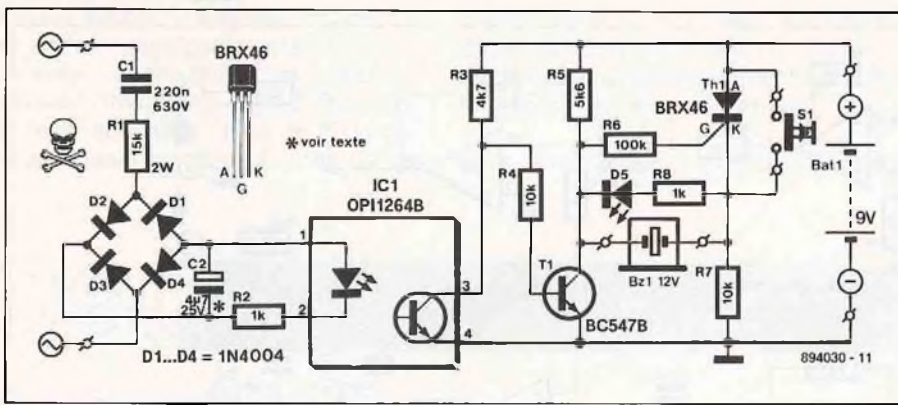 C1
220n
630V
R1
15k
2W
D2
D1
D3
D4
C2
4µ7
25V *
R2
1k
D1...D4 = 1N4004
BRX46
A
G
K
* voir texte
IC1
OPI1264B
1
2
3
4
R3
4k7
R4
10k
R5
5k6
R6
100k
D5
R8
1k
T1
BC547B
Bz1 12V
BRX46
Th1
A
G
K
S1
R7
10k
Bat1
9V
894030 - 11